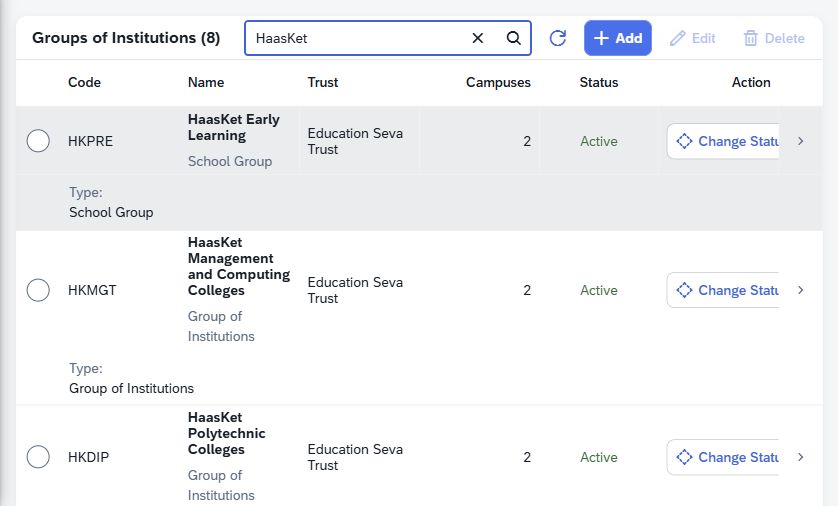 Groups of Institutions (8) HaasKet Add Edit Delete
Code Name Trust Campuses Status Action
HKPRE HaasKet Early Learning School Group Education Seva Trust 2 Active Change Statu
Type:
School Group
HKMGT HaasKet Management and Computing Colleges Group of Institutions Education Seva Trust 2 Active Change Statu
Type:
Group of Institutions
HKDIP HaasKet Polytechnic Colleges Group of Institutions Education Seva Trust 2 Active Change Statu